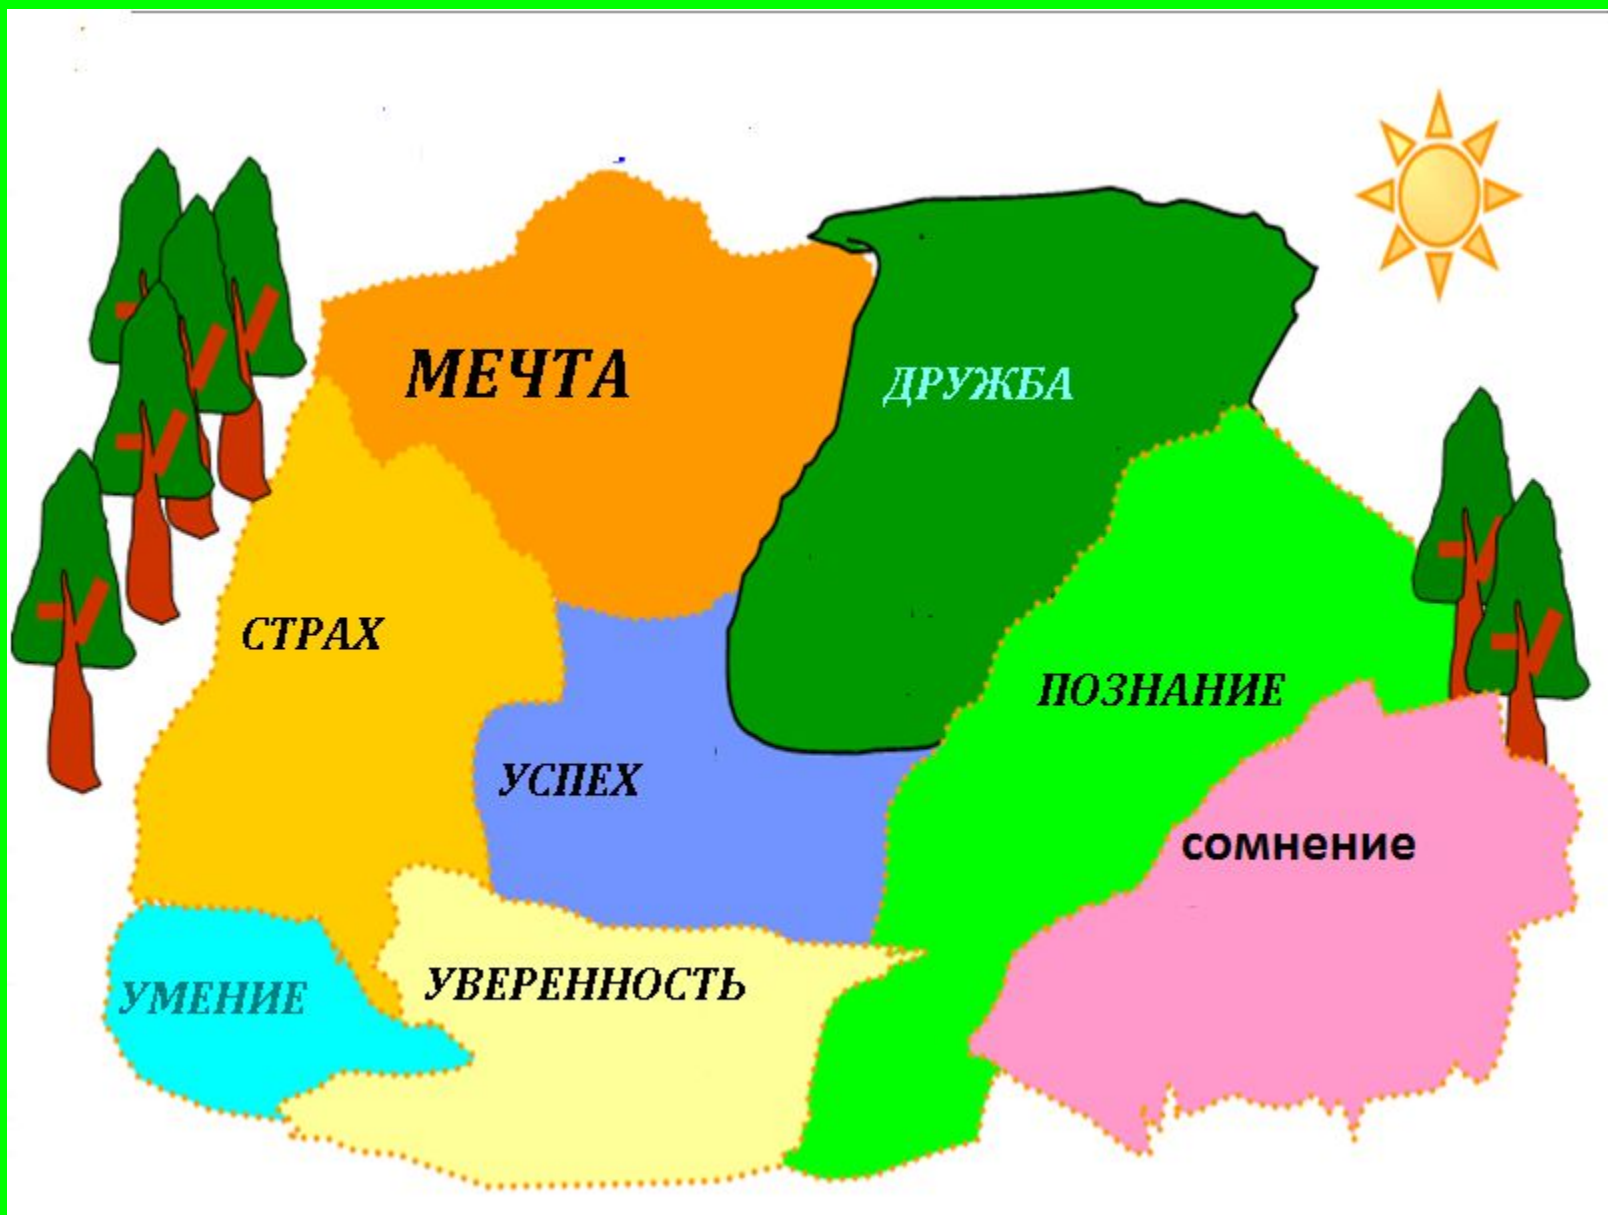 МЕЧТА
ДРУЖБА
СТРАХ
ПОЗНАНИЕ
УСПЕХ
сомнение
УВЕРЕННОСТЬ
УМЕНИЕ